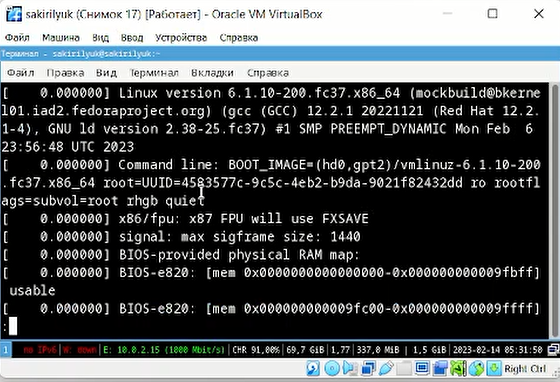 sakirilyuk (Снимок 17) [Работает] - Oracle VM VirtualBox
Файл Машина Вид Ввод Устройства Справка
Терминал - sakirilyuk@sakirilyuk:~
Файл Правка Вид Терминал Вкладки Справка
[    0.000000] Linux version 6.1.10-200.fc37.x86_64 (mockbuild@bkerne
l01.iad2.fedoraproject.org) (gcc (GCC) 12.2.1 20221121 (Red Hat 12.2.
1-4), GNU ld version 2.38-25.fc37) #1 SMP PREEMPT_DYNAMIC Mon Feb  6
23:56:48 UTC 2023
[    0.000000] Command line: BOOT_IMAGE=(hd0,gpt2)/vmlinuz-6.1.10-200
.fc37.x86_64 root=UUID=4583577c-9c5c-4eb2-b9da-9021f82432dd ro rootfl
ags=subvol=root rhgb quiet
[    0.000000] x86/fpu: x87 FPU will use FXSAVE
[    0.000000] signal: max sigframe size: 1440
[    0.000000] BIOS-provided physical RAM map:
[    0.000000] BIOS-e820: [mem 0x0000000000000000-0x000000000009fbff]
 usable
[    0.000000] BIOS-e820: [mem 0x000000000009fc00-0x000000000009ffff]
:
1 no IPv6 W: down E: 10.0.2.15 (1000 Mbit/s) CHR 91,00% 69,7 GiB 1,77 337,0 MiB 1,5 GiB 2023-02-14 05:31:50
Right Ctrl